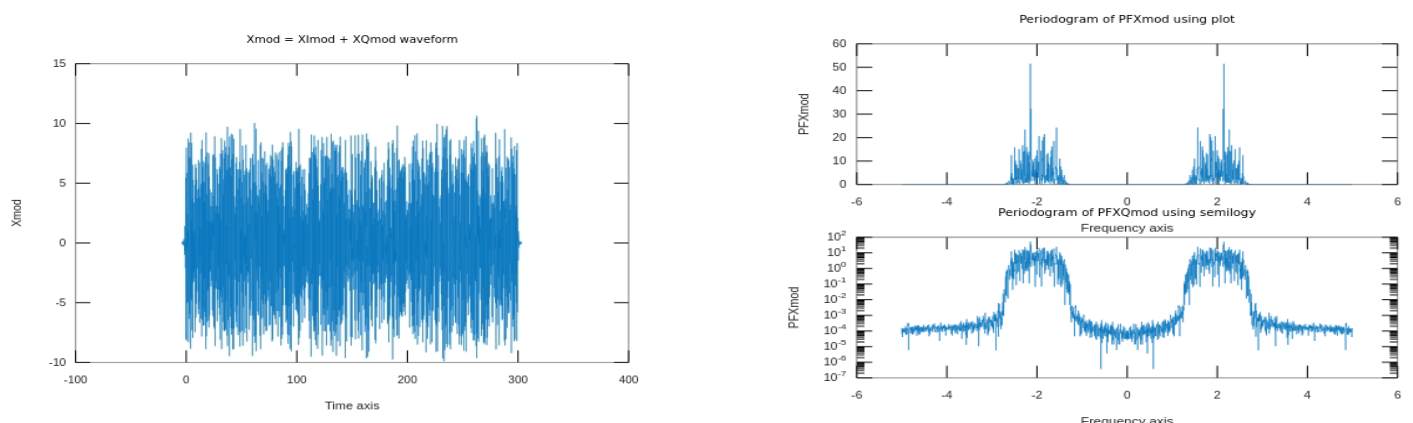 Xmod = XImod + XQmod waveform
15
10
5
0
-5
-10
Xmod
-100 0 100 200 300 400
Time axis
Periodogram of PFXmod using plot
60
50
40
30
20
10
0
PFXmod
-6 -4 -2 0 2 4 6
Frequency axis
Periodogram of PFXQmod using semilogy
10^2
10^1
10^0
10^-1
10^-2
10^-3
10^-4
10^-5
10^-6
10^-7
PFXmod
-6 -4 -2 0 2 4 6
Frequency axis